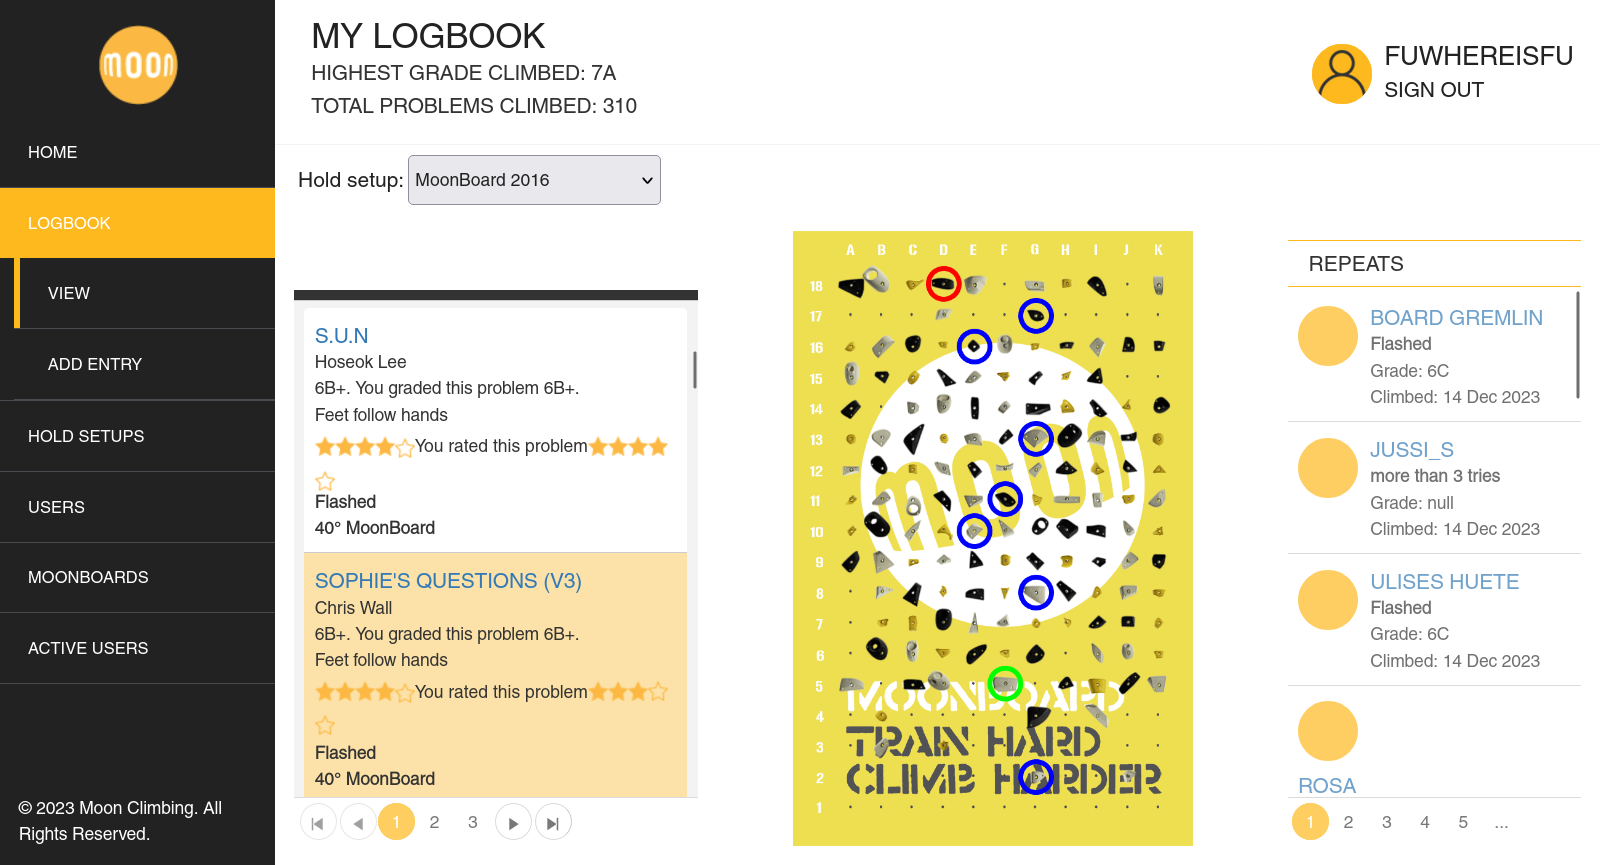 moon
HOME
LOGBOOK
VIEW
ADD ENTRY
HOLD SETUPS
USERS
MOONBOARDS
ACTIVE USERS
© 2023 Moon Climbing. All
Rights Reserved.
MY LOGBOOK
HIGHEST GRADE CLIMBED: 7A
TOTAL PROBLEMS CLIMBED: 310
FUWHEREISFU
SIGN OUT
Hold setup: MoonBoard 2016
S.U.N
Hoseok Lee
6B+. You graded this problem 6B+.
Feet follow hands
You rated this problem
Flashed
40° MoonBoard
SOPHIE'S QUESTIONS (V3)
Chris Wall
6B+. You graded this problem 6B+.
Feet follow hands
You rated this problem
Flashed
40° MoonBoard
1 2 3
A B C D E F G H I J K
18
17
16
15
14
13
12
11
10
9
8
7
6
5
4
3
2
1
moon
MOONBOARD
TRAIN HARD
CLIMB HARDER
REPEATS
BOARD GREMLIN
Flashed
Grade: 6C
Climbed: 14 Dec 2023
JUSSI_S
more than 3 tries
Grade: null
Climbed: 14 Dec 2023
ULISES HUETE
Flashed
Grade: 6C
Climbed: 14 Dec 2023
ROSA
1 2 3 4 5 ...